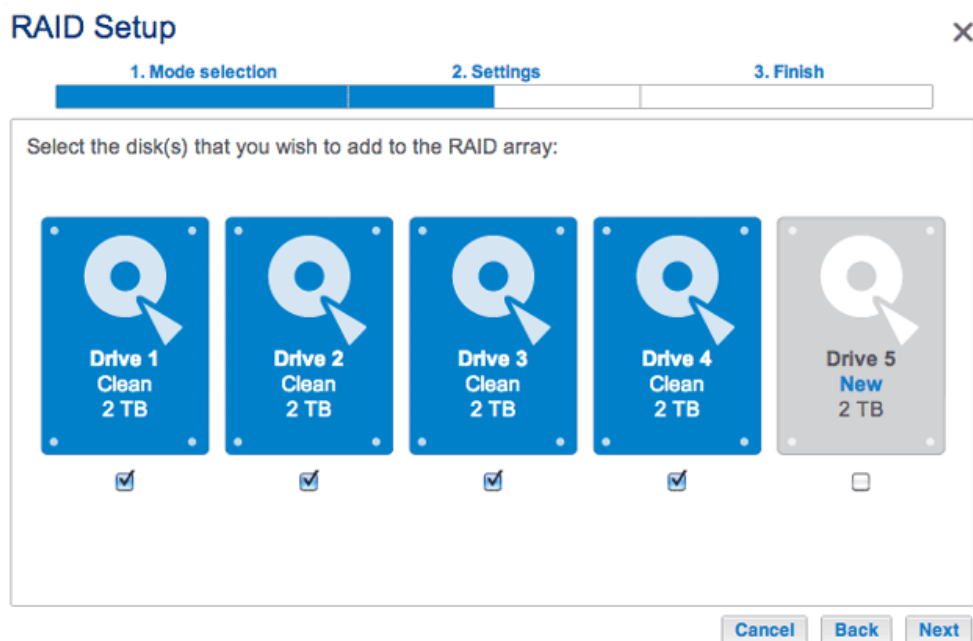 RAID Setup
1. Mode selection
2. Settings
3. Finish
Select the disk(s) that you wish to add to the RAID array:
Drive 1
Clean
2 TB
Drive 2
Clean
2 TB
Drive 3
Clean
2 TB
Drive 4
Clean
2 TB
Drive 5
New
2 TB
Cancel
Back
Next